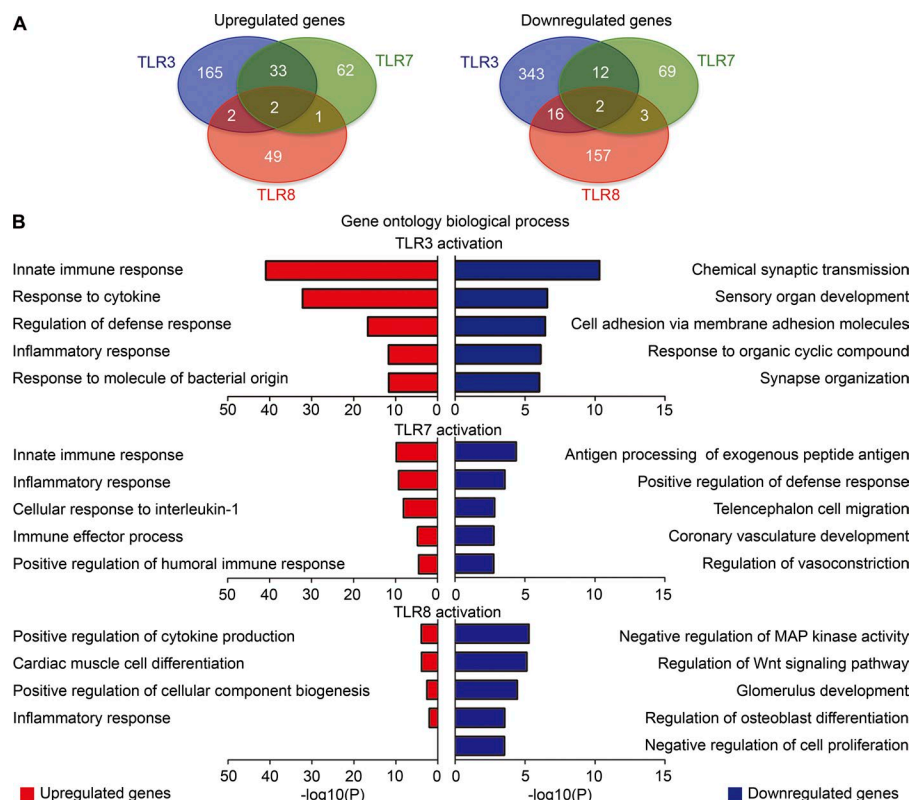 A
Upregulated genes
Downregulated genes
TLR3
165
33
62
TLR7
2
2
1
49
TLR8
TLR3
343
12
69
TLR7
16
2
3
157
TLR8
B
Gene ontology biological process
TLR3 activation
Innate immune response
Chemical synaptic transmission
Response to cytokine
Sensory organ development
Regulation of defense response
Cell adhesion via membrane adhesion molecules
Inflammatory response
Response to organic cyclic compound
Response to molecule of bacterial origin
Synapse organization
50 40 30 20 10 0 0 5 10 15
TLR7 activation
Innate immune response
Antigen processing of exogenous peptide antigen
Inflammatory response
Positive regulation of defense response
Cellular response to interleukin-1
Telencephalon cell migration
Immune effector process
Coronary vasculature development
Positive regulation of humoral immune response
Regulation of vasoconstriction
50 40 30 20 10 0 0 5 10 15
TLR8 activation
Positive regulation of cytokine production
Negative regulation of MAP kinase activity
Cardiac muscle cell differentiation
Regulation of Wnt signaling pathway
Positive regulation of cellular component biogenesis
Glomerulus development
Inflammatory response
Regulation of osteoblast differentiation
Negative regulation of cell proliferation
50 40 30 20 10 0 0 5 10 15
Upregulated genes
-log10(P)
-log10(P)
Downregulated genes